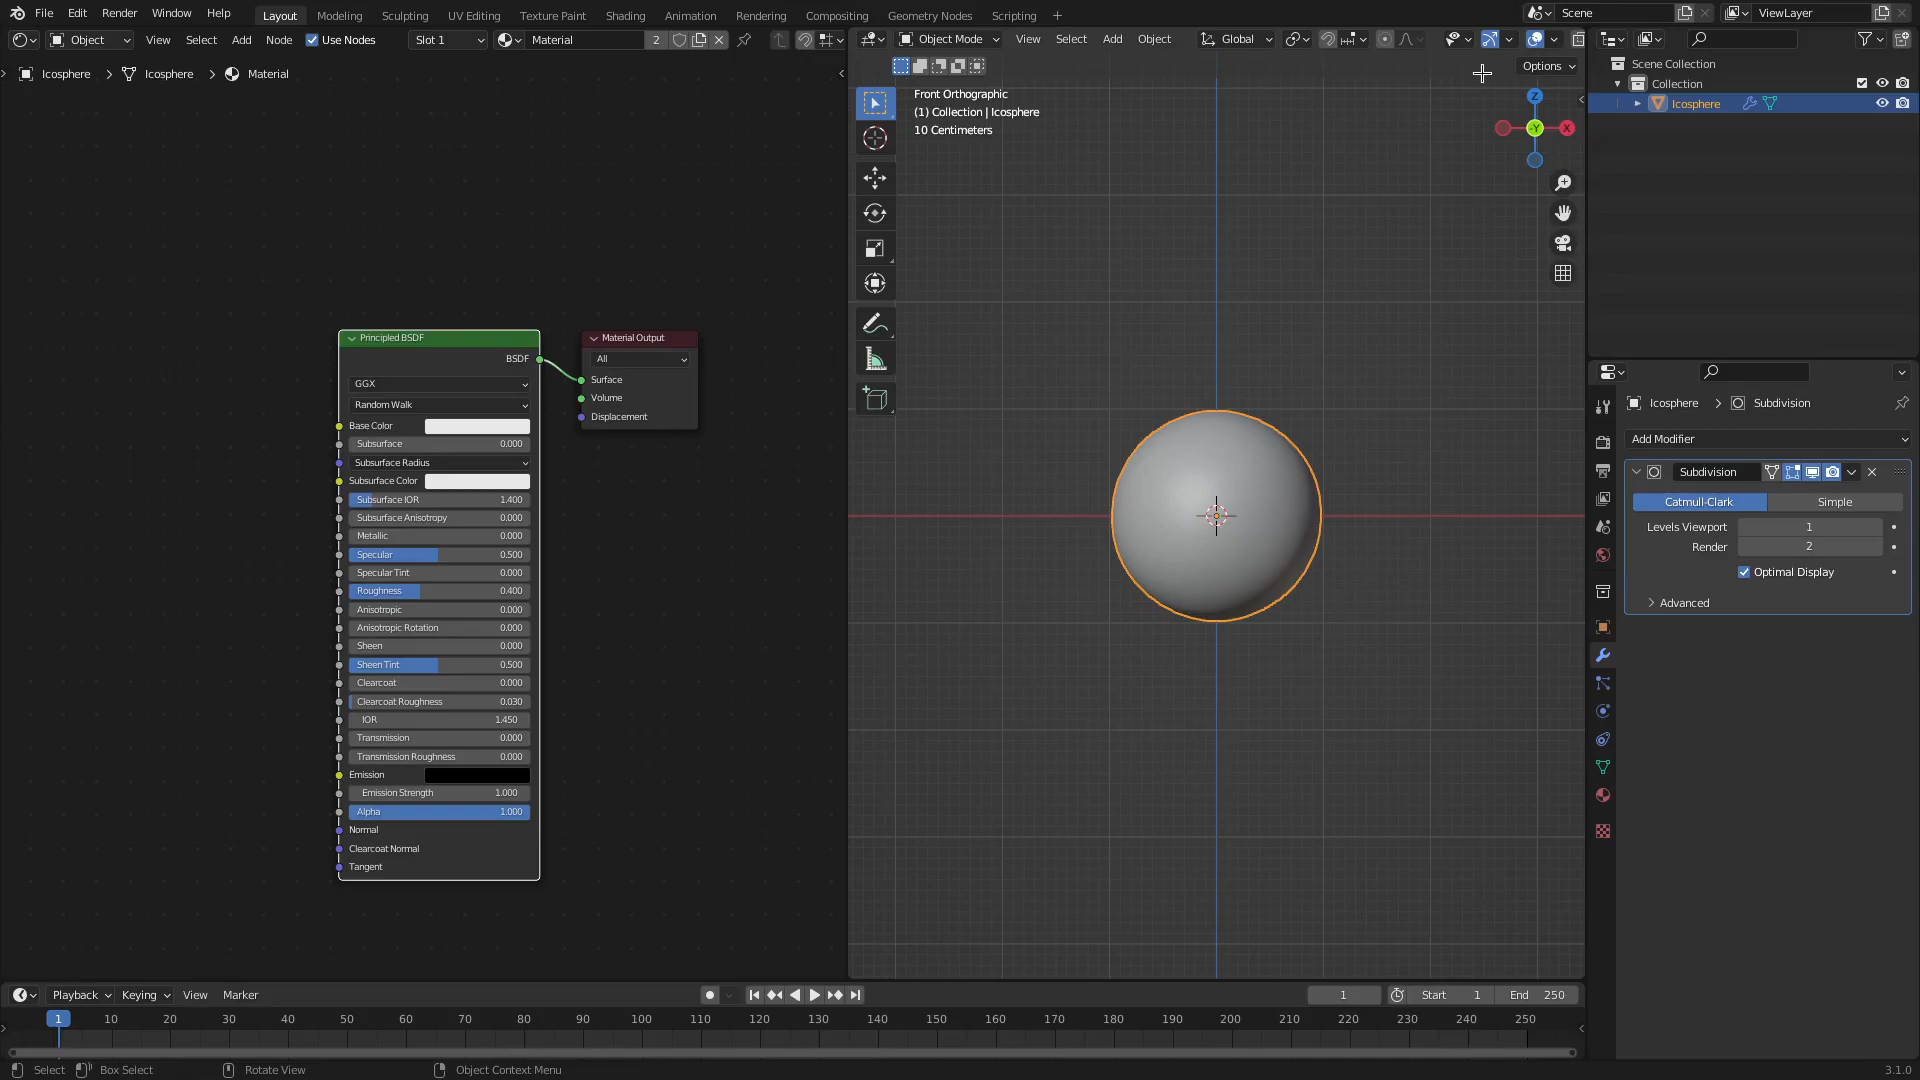 File Edit Render Window Help
Layout Modeling Sculpting UV Editing Texture Paint Shading Animation Rendering Compositing Geometry Nodes Scripting +
Scene
ViewLayer
Object View Select Add Node Use Nodes Slot 1 Material 2
Object Mode View Select Add Object Global
Options
Icosphere > Icosphere > Material
Front Orthographic
(1) Collection | Icosphere
10 Centimeters
Z
-Y
X
Scene Collection
Collection
Icosphere
Principled BSDF
BSDF
GGX
Random Walk
Base Color
Subsurface 0.000
Subsurface Radius
Subsurface Color
Subsurface IOR 1.400
Subsurface Anisotropy 0.000
Metallic 0.000
Specular 0.500
Specular Tint 0.000
Roughness 0.400
Anisotropic 0.000
Anisotropic Rotation 0.000
Sheen 0.000
Sheen Tint 0.500
Clearcoat 0.000
Clearcoat Roughness 0.030
IOR 1.450
Transmission 0.000
Transmission Roughness 0.000
Emission
Emission Strength 1.000
Alpha 1.000
Normal
Clearcoat Normal
Tangent
Material Output
All
Surface
Volume
Displacement
Icosphere > Subdivision
Add Modifier
Subdivision
Catmull-Clark Simple
Levels Viewport 1
Render 2
Optimal Display
Advanced
Playback Keying View Marker
1 Start 1 End 250
1 10 20 30 40 50 60 70 80 90 100 110 120 130 140 150 160 170 180 190 200 210 220 230 240 250
Select Box Select Rotate View Object Context Menu 3.1.0